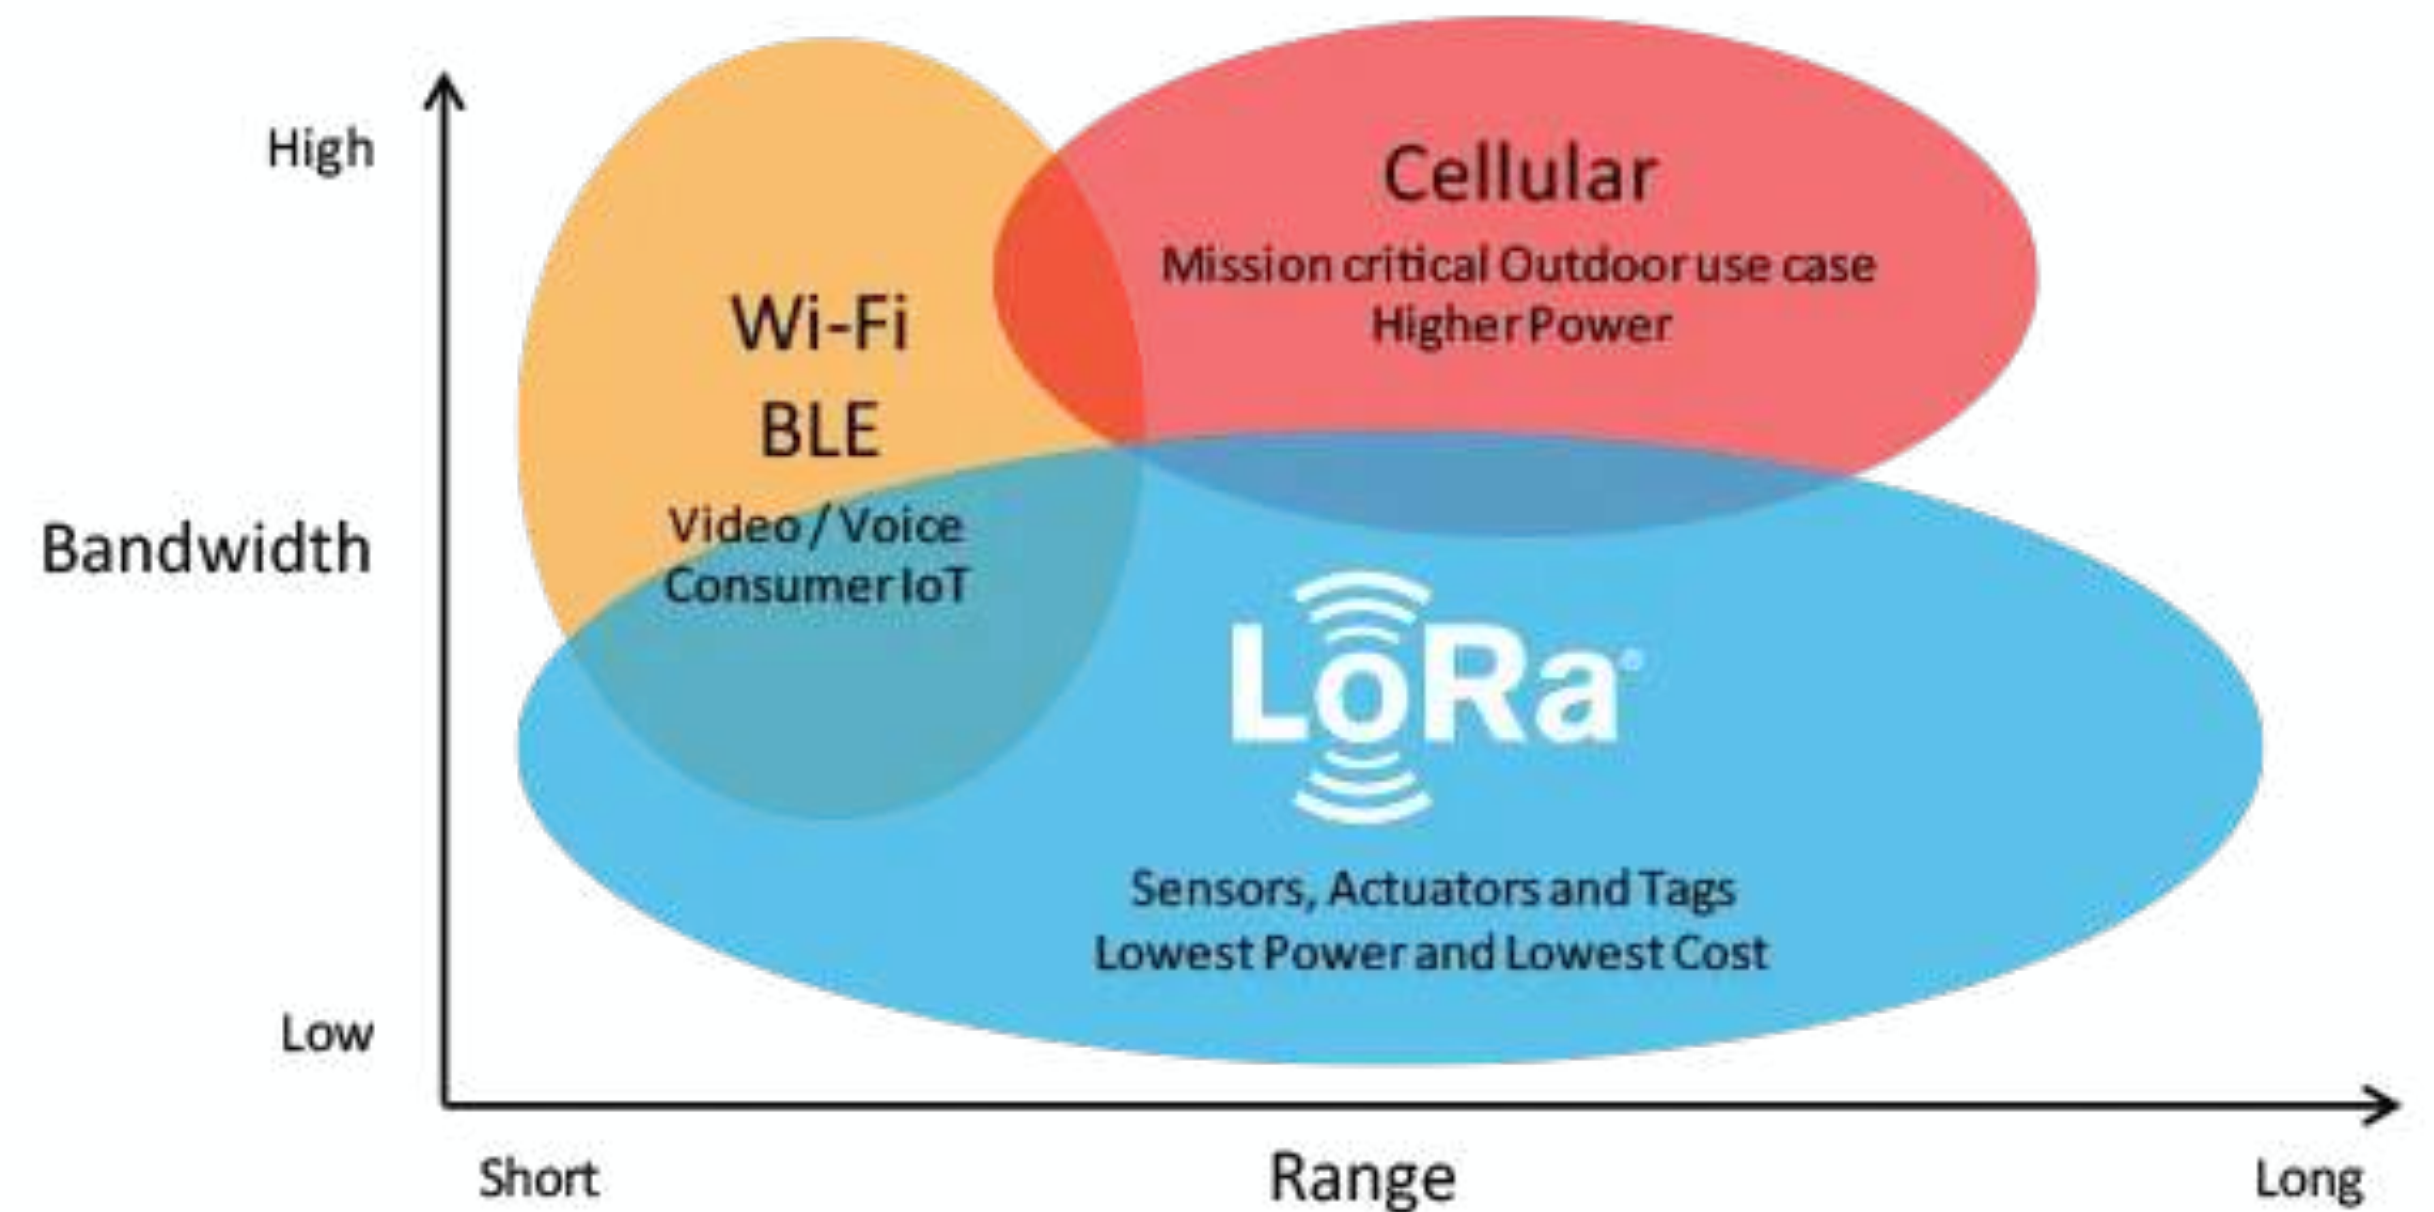 High
Cellular
Mission critical Outdoor use case
Higher Power
Wi-Fi
BLE
Video / Voice
Consumer IoT
Bandwidth
LoRa®
Sensors, Actuators and Tags
Lowest Power and Lowest Cost
Low
Short
Range
Long